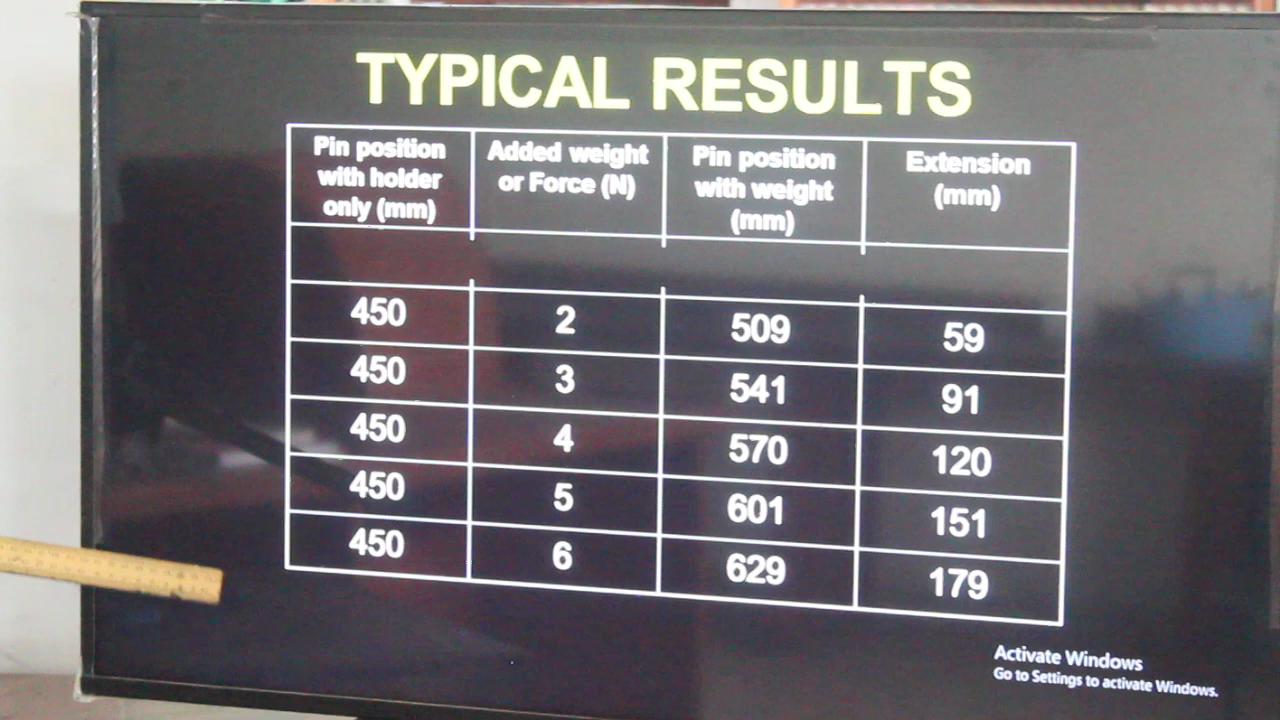 TYPICAL RESULTS
Pin position with holder only (mm) Added weight or Force (N) Pin position with weight (mm) Extension (mm)
450 2 509 59
450 3 541 91
450 4 570 120
450 5 601 151
450 6 629 179
Activate Windows
Go to Settings to activate Windows.